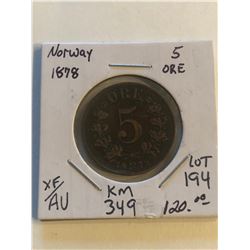 Norway
1878
5
ORE
ØRE
5
XF/
AU
KM
349
LOT
194
120.00